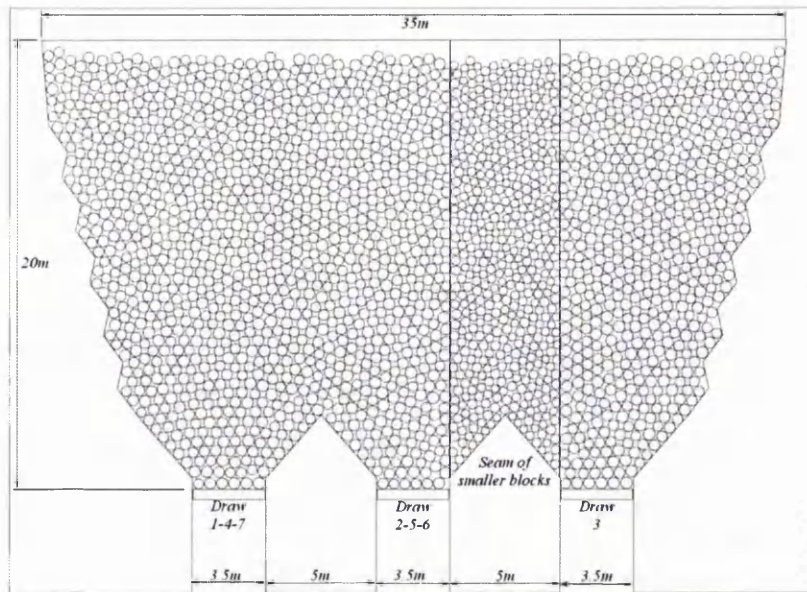 35m
20m
Seam of
smaller blocks
Draw
1-4-7
Draw
2-5-6
Draw
3
3.5m
5m
3.5m
5m
3.5m